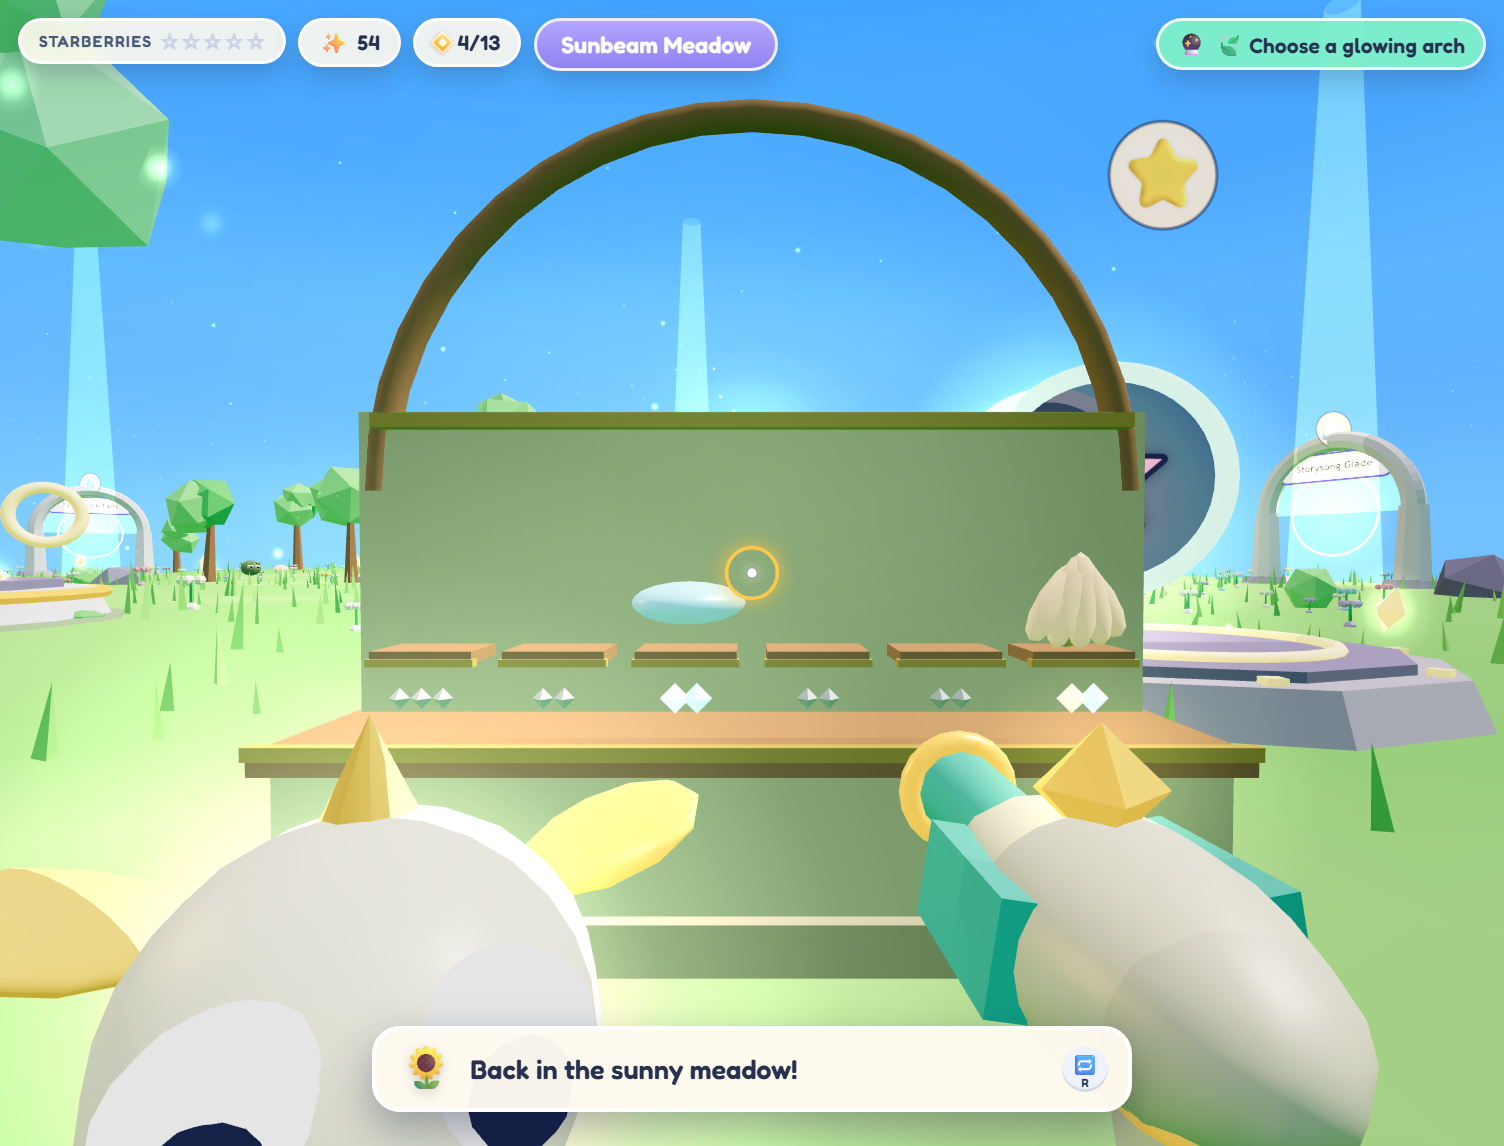 STARBERRIES
54
4/13
Sunbeam Meadow
Choose a glowing arch
Storysong Glade
Back in the sunny meadow!
R